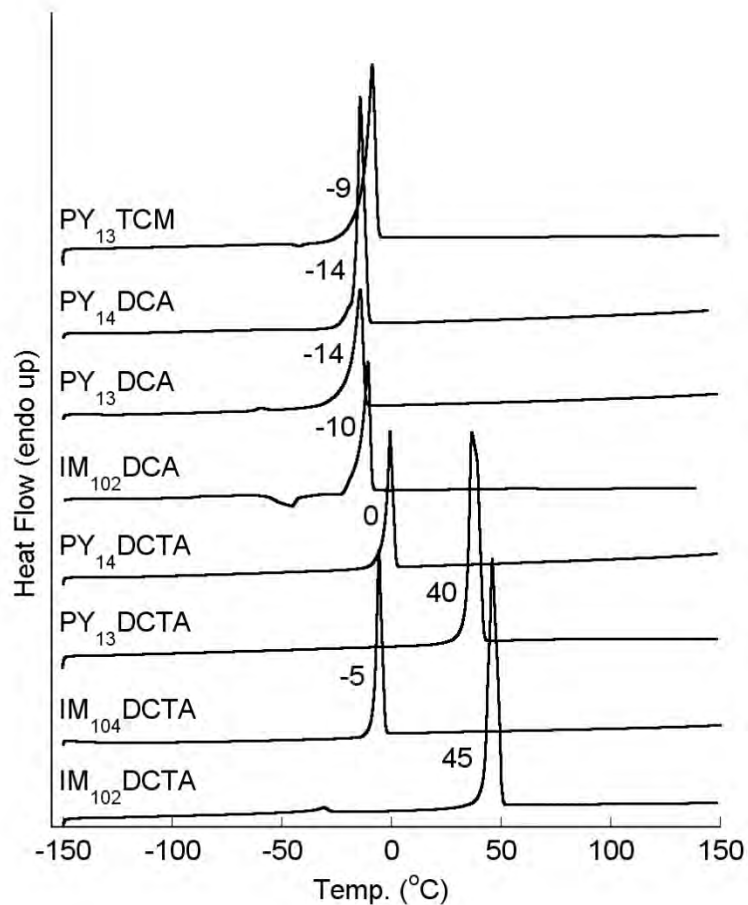 -9
PY₁₃TCM
-14
PY₁₄DCA
-14
PY₁₃DCA
-10
IM₁₀₂DCA
0
PY₁₄DCTA
40
PY₁₃DCTA
-5
IM₁₀₄DCTA
45
IM₁₀₂DCTA
Heat Flow (endo up)
-150 -100 -50 0 50 100 150
Temp. (°C)